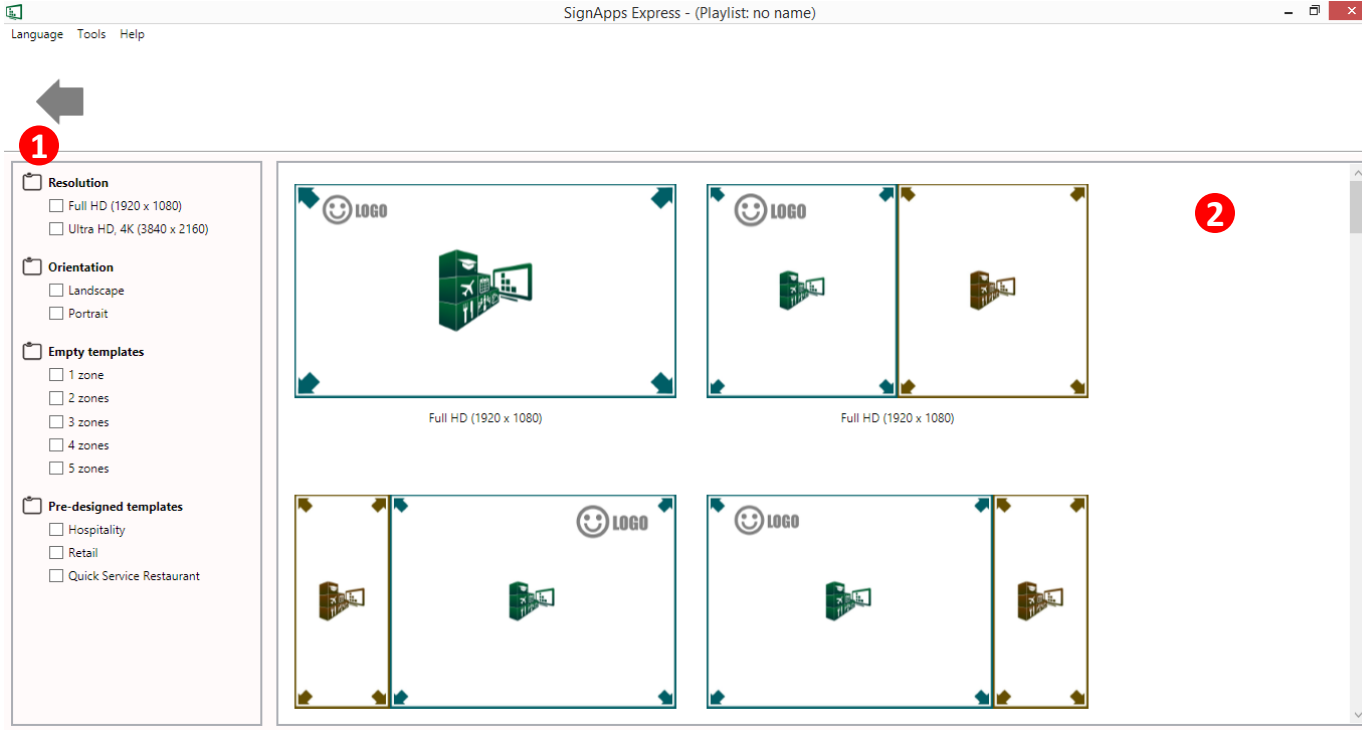 SignApps Express - (Playlist: no name)
Language Tools Help
1
Resolution
Full HD (1920 x 1080)
Ultra HD, 4K (3840 x 2160)
Orientation
Landscape
Portrait
Empty templates
1 zone
2 zones
3 zones
4 zones
5 zones
Pre-designed templates
Hospitality
Retail
Quick Service Restaurant
2
LOGO
LOGO
Full HD (1920 x 1080)
Full HD (1920 x 1080)
LOGO
LOGO